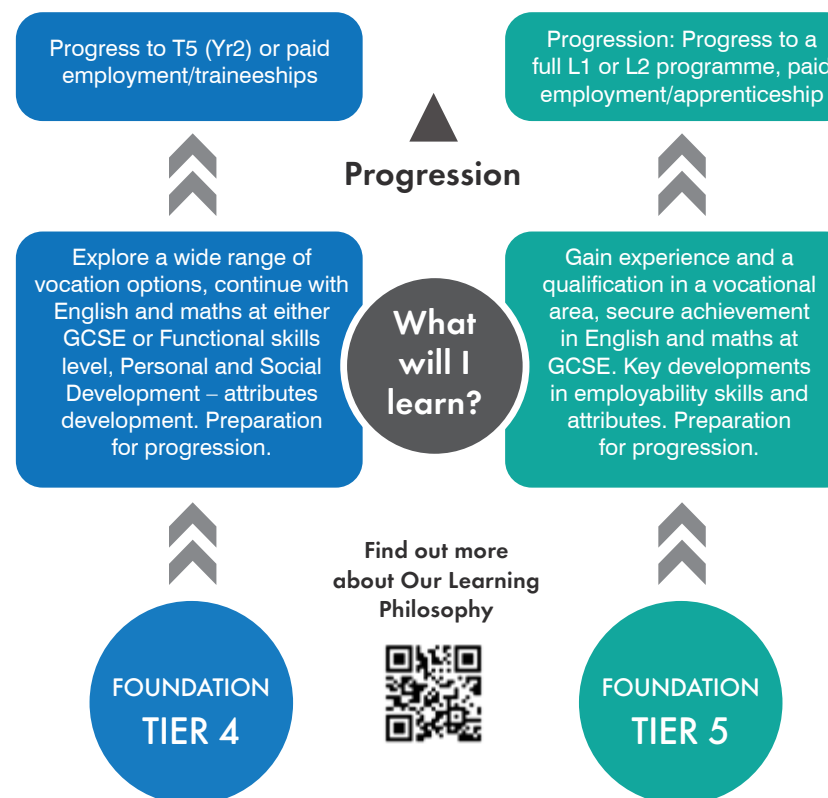 Progress to T5 (Yr2) or paid
employment/traineeships
Progression: Progress to a
full L1 or L2 programme, paid
employment/apprenticeship
Progression
Explore a wide range of
vocation options, continue with
English and maths at either
GCSE or Functional skills
level, Personal and Social
Development – attributes
development. Preparation
for progression.
What
will I
learn?
Gain experience and a
qualification in a vocational
area, secure achievement
in English and maths at
GCSE. Key developments
in employability skills and
attributes. Preparation
for progression.
Find out more
about Our Learning
Philosophy
FOUNDATION
TIER 4
FOUNDATION
TIER 5